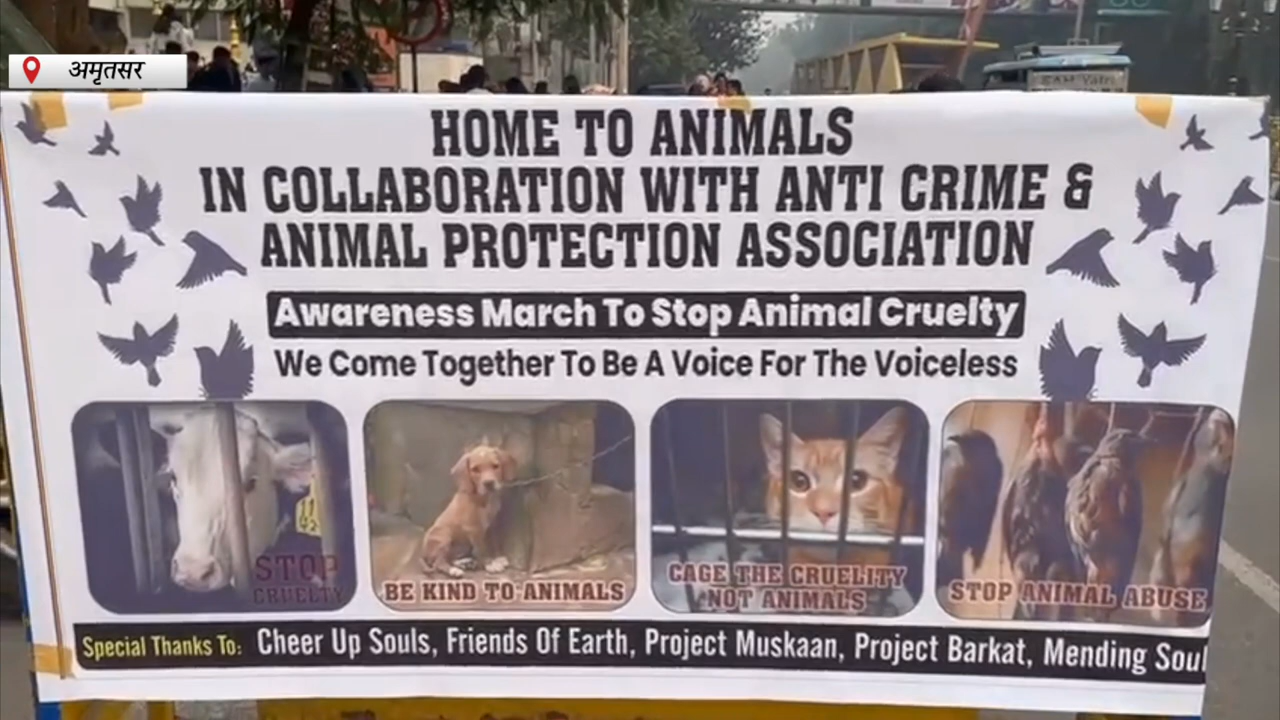 अमृतसर
HOME TO ANIMALS
IN COLLABORATION WITH ANTI CRIME &
ANIMAL PROTECTION ASSOCIATION
Awareness March To Stop Animal Cruelty
We Come Together To Be A Voice For The Voiceless
STOP
CRUELTY
BE KIND TO ANIMALS
CAGE THE CRUELITY
NOT ANIMALS
STOP ANIMAL ABUSE
Special Thanks To: Cheer Up Souls, Friends Of Earth, Project Muskaan, Project Barkat, Mending Soul